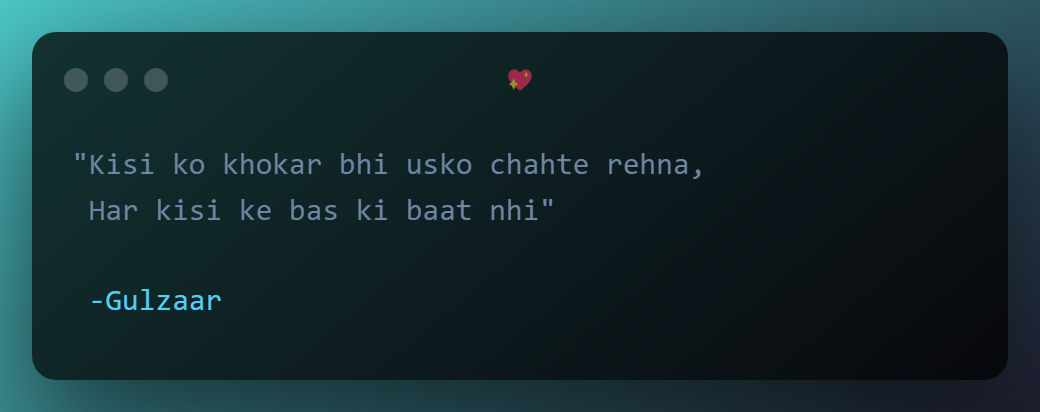 "Kisi ko khokar bhi usko chahte rehna,
Har kisi ke bas ki baat nhi"
-Gulzaar